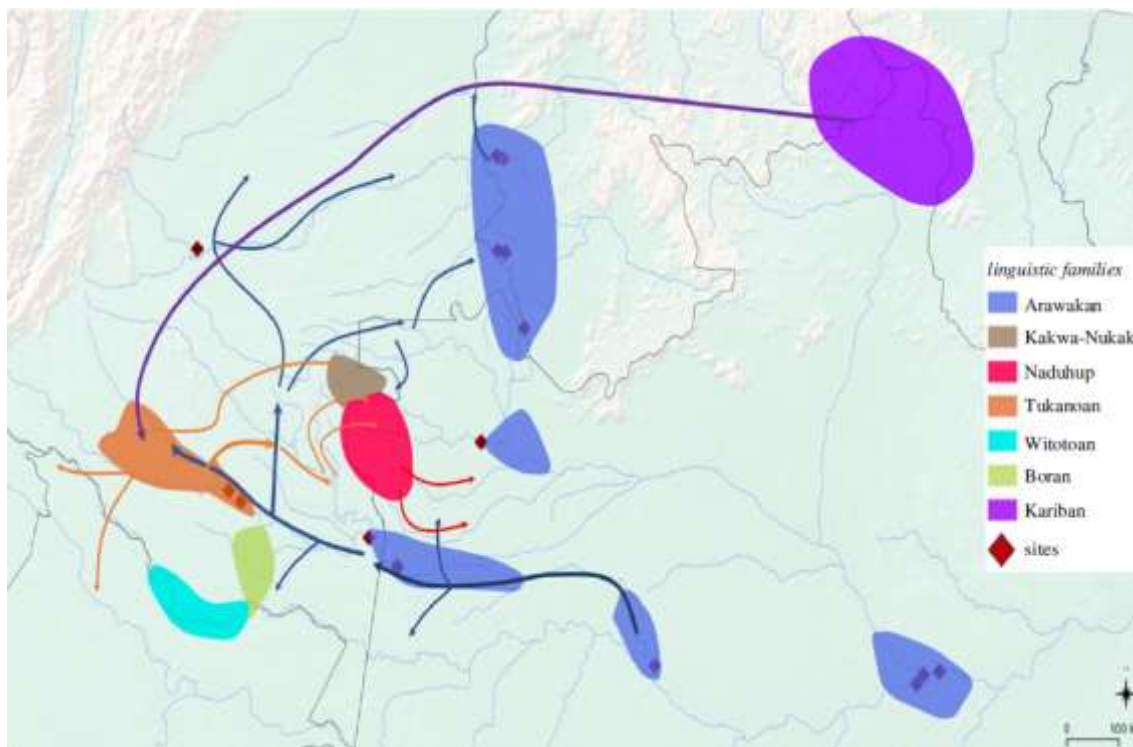 linguistic families
Arawakan
Kakwa-Nukak
Naduhup
Tukanoan
Witotoan
Boran
Kariban
sites
0